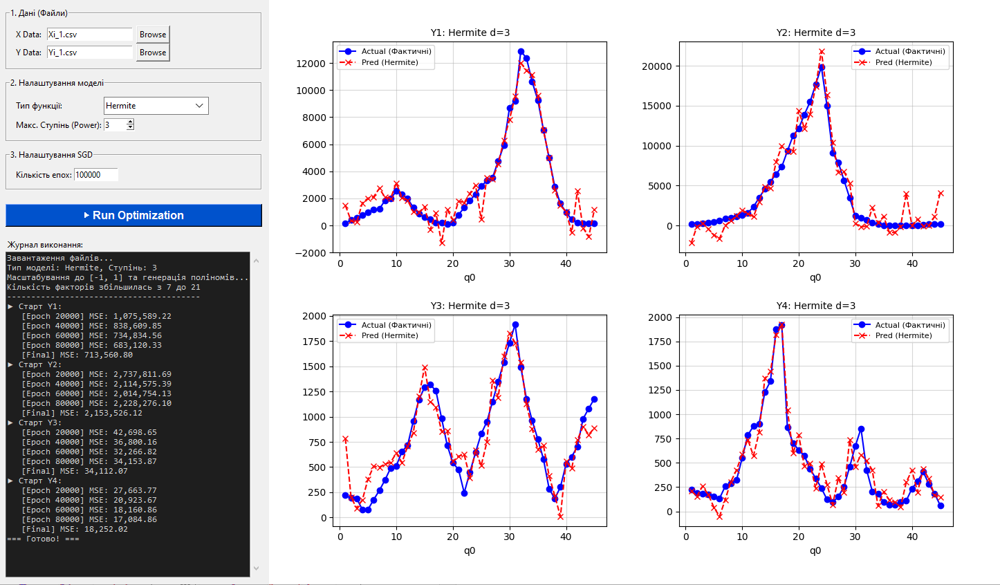 1. Дані (Файли)
X Data: Xi_1.csv Browse
Y Data: Yi_1.csv Browse
2. Налаштування моделі
Тип функції: Hermite
Макс. Ступінь (Power): 3
3. Налаштування SGD
Кількість епох: 100000
Run Optimization
Журнал виконання:
Завантаження файлів...
Тип моделі: Hermite, Ступінь: 3
Масштабування до [-1, 1] та генерація поліномів...
Кількість факторів збільшилась з 7 до 21
----------------------------------------
► Старт Y1:
[Epoch 20000] MSE: 1,075,589.22
[Epoch 40000] MSE: 838,609.85
[Epoch 60000] MSE: 734,834.56
[Epoch 80000] MSE: 683,120.33
[Final] MSE: 713,560.80
► Старт Y2:
[Epoch 20000] MSE: 2,737,811.69
[Epoch 40000] MSE: 2,114,575.39
[Epoch 60000] MSE: 2,014,754.13
[Epoch 80000] MSE: 2,228,276.10
[Final] MSE: 2,153,526.12
► Старт Y3:
[Epoch 20000] MSE: 42,698.65
[Epoch 40000] MSE: 36,800.16
[Epoch 60000] MSE: 32,266.82
[Epoch 80000] MSE: 34,153.87
[Final] MSE: 34,112.07
► Старт Y4:
[Epoch 20000] MSE: 27,663.77
[Epoch 40000] MSE: 20,923.67
[Epoch 60000] MSE: 18,160.86
[Epoch 80000] MSE: 17,084.86
[Final] MSE: 18,252.02
=== Готово! ===
Y1: Hermite d=3
Actual (Фактичні)
Pred (Hermite)
12000
10000
8000
6000
4000
2000
0
−2000
0 10 20 30 40
q0
Y2: Hermite d=3
Actual (Фактичні)
Pred (Hermite)
20000
15000
10000
5000
0
0 10 20 30 40
q0
Y3: Hermite d=3
Actual (Фактичні)
Pred (Hermite)
2000
1750
1500
1250
1000
750
500
250
0
0 10 20 30 40
q0
Y4: Hermite d=3
Actual (Фактичні)
Pred (Hermite)
2000
1750
1500
1250
1000
750
500
250
0
0 10 20 30 40
q0